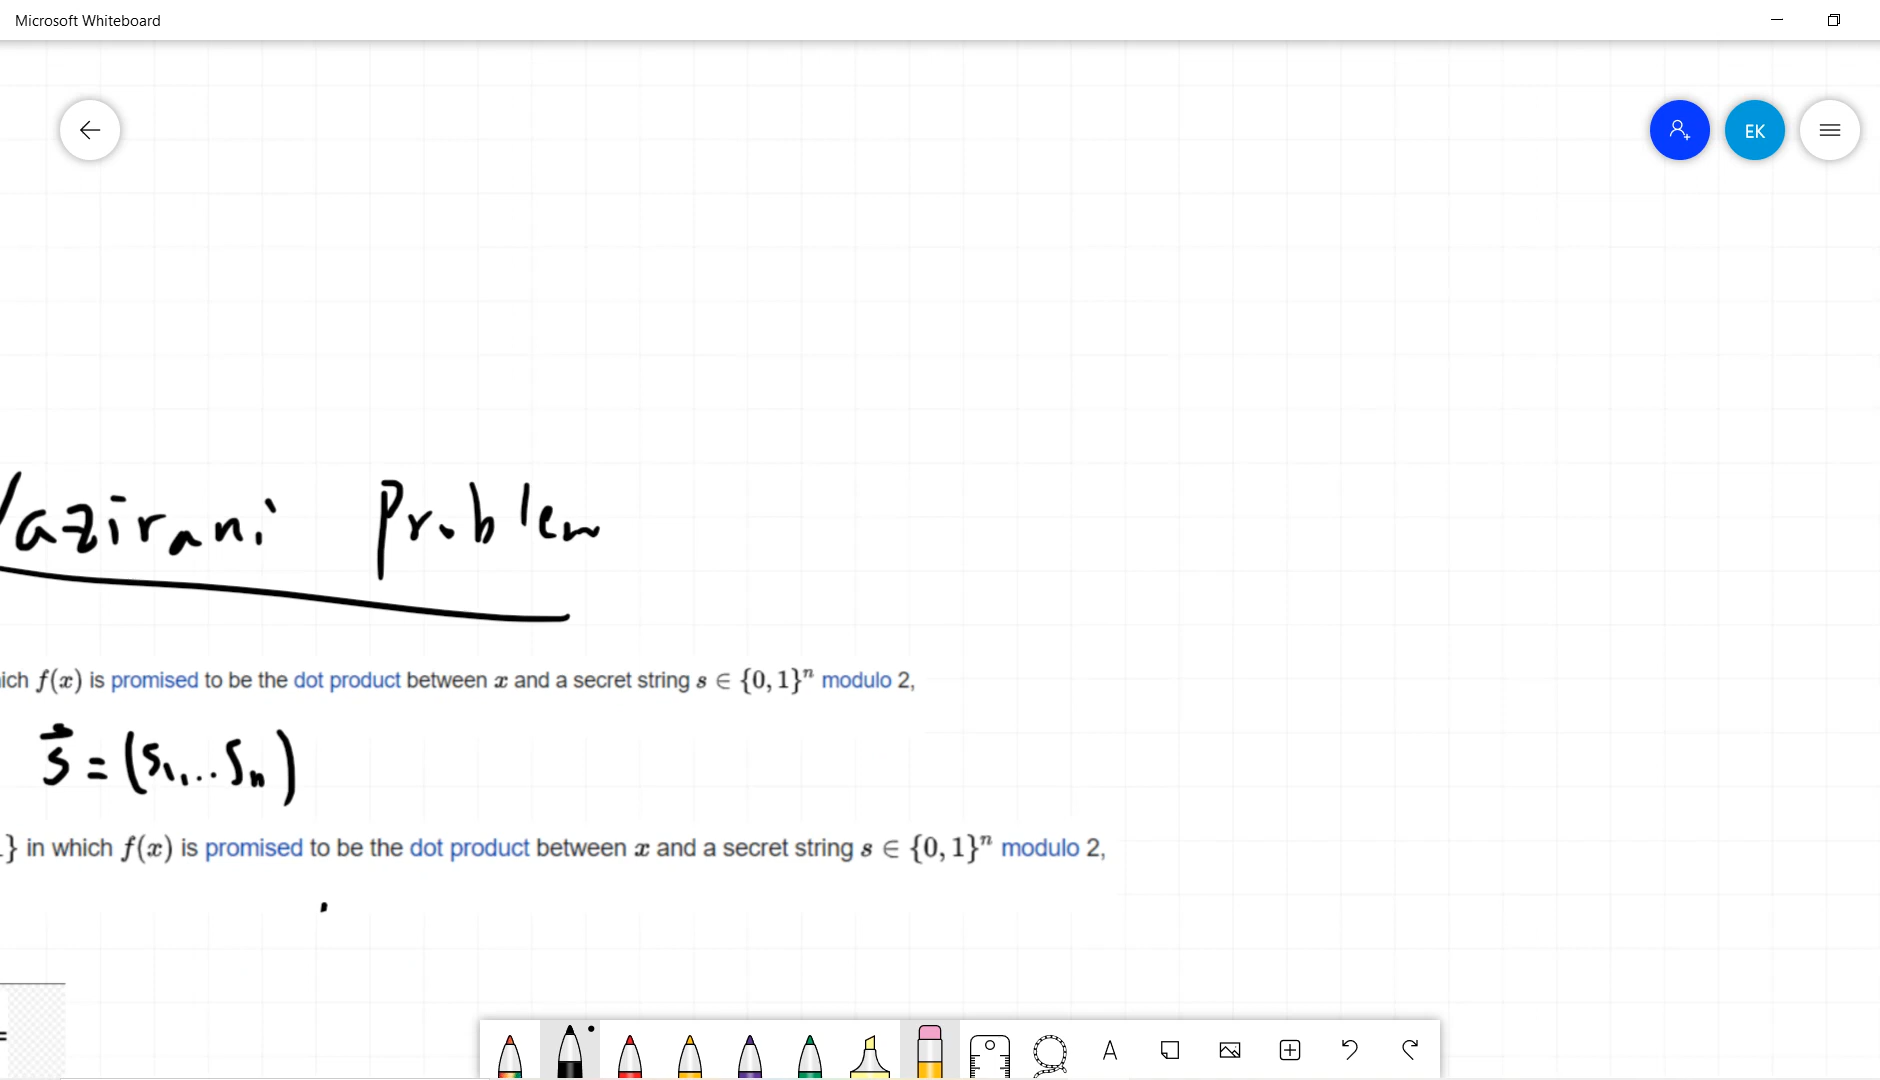 Microsoft Whiteboard
EK
Vazirani Problem
ich f(x) is promised to be the dot product between x and a secret string s ∈ {0, 1}ⁿ modulo 2,
s⃗ = (s₁,...sₙ)
} in which f(x) is promised to be the dot product between x and a secret string s ∈ {0, 1}ⁿ modulo 2,
=
A